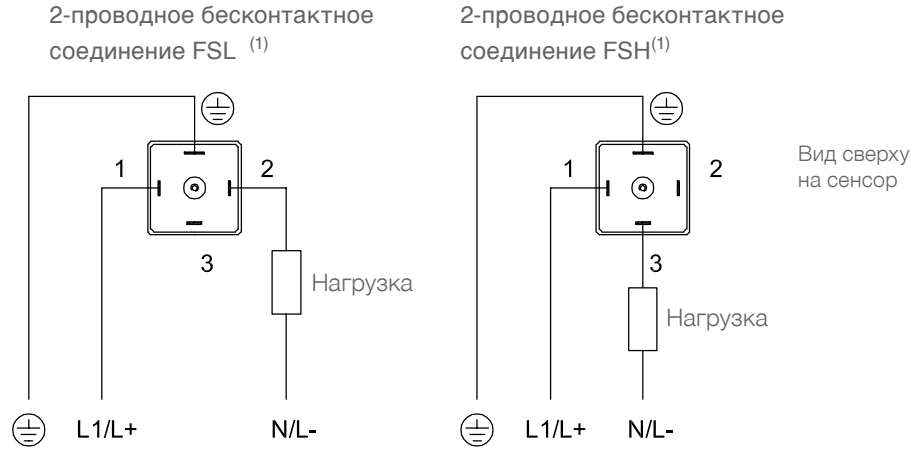 2-проводное бесконтактное
соединение FSL (1)
1
2
3
Нагрузка
L1/L+
N/L-
2-проводное бесконтактное
соединение FSH(1)
1
2
3
Нагрузка
L1/L+
N/L-
Вид сверху
на сенсор